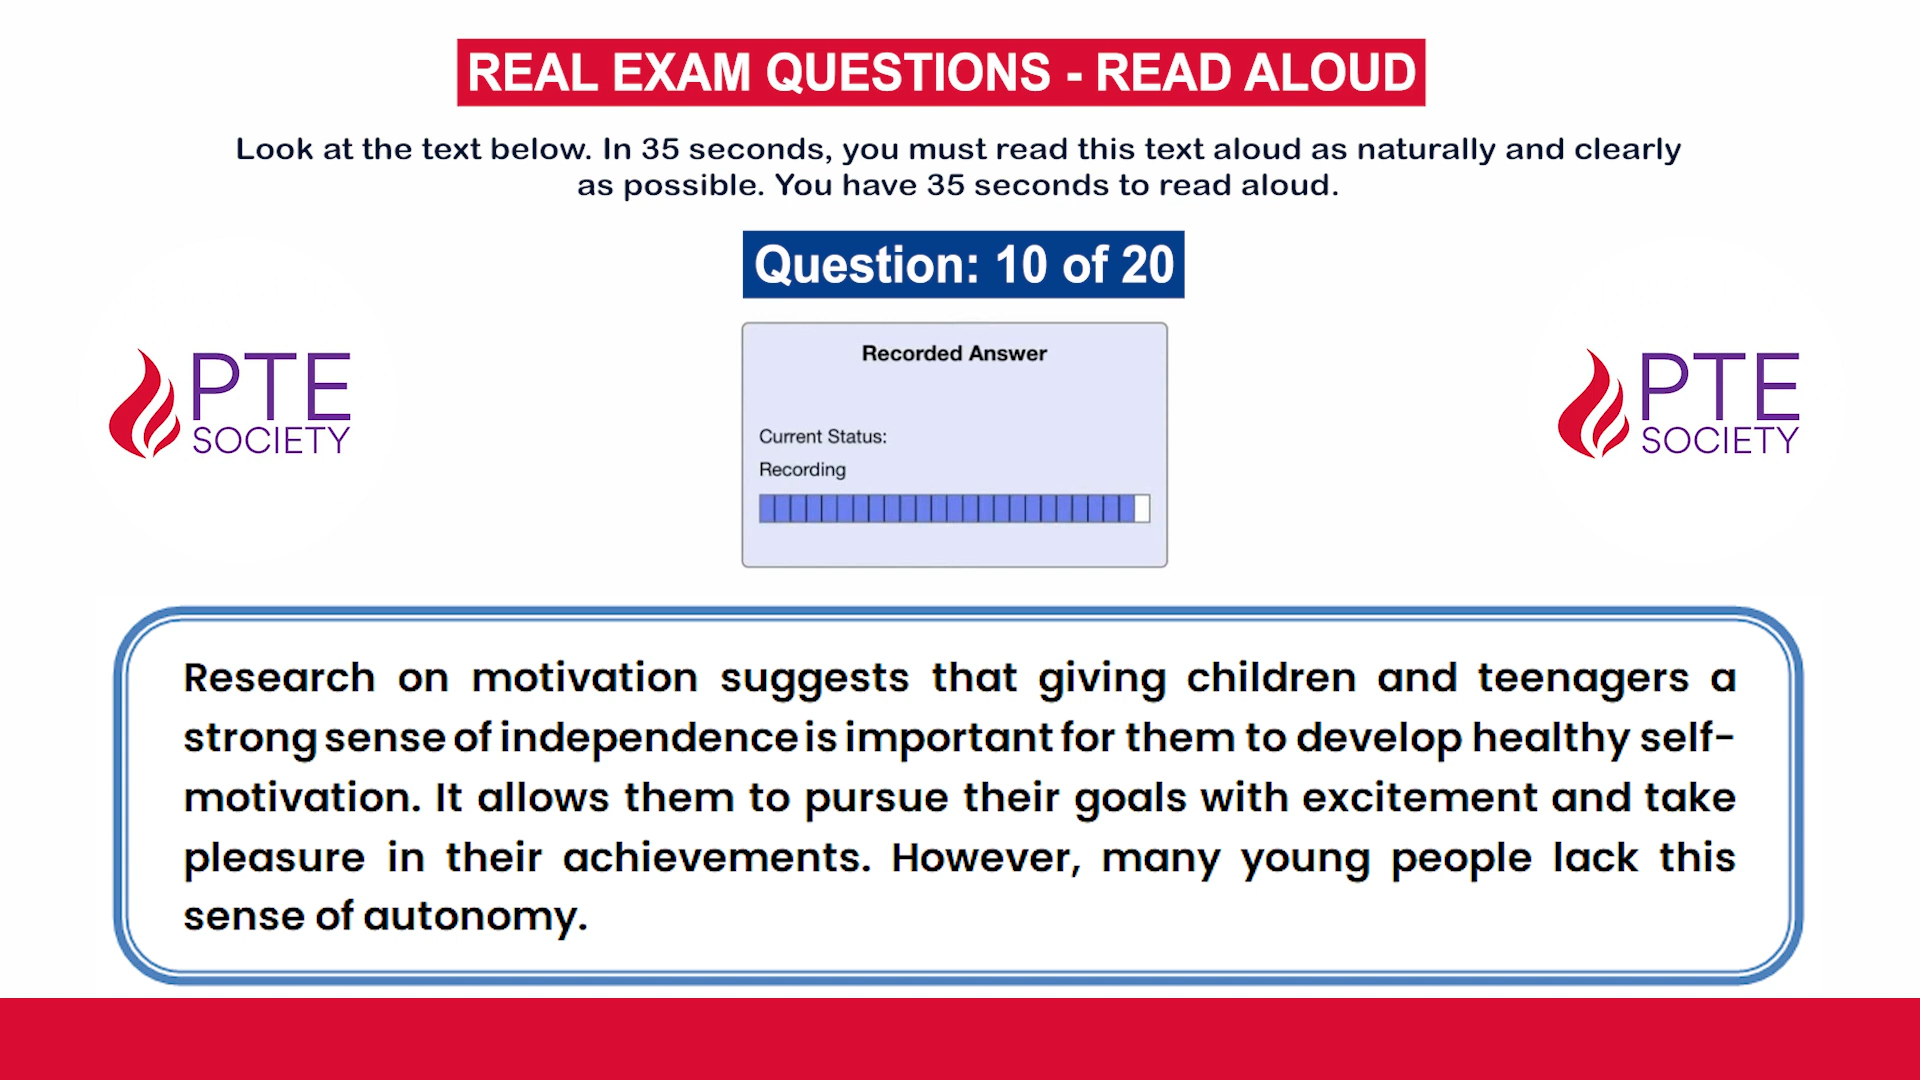 REAL EXAM QUESTIONS - READ ALOUD
Look at the text below. In 35 seconds, you must read this text aloud as naturally and clearly
as possible. You have 35 seconds to read aloud.
Question: 10 of 20
PTE
SOCIETY
Recorded Answer
Current Status:
Recording
PTE
SOCIETY
Research on motivation suggests that giving children and teenagers a
strong sense of independence is important for them to develop healthy self-
motivation. It allows them to pursue their goals with excitement and take
pleasure in their achievements. However, many young people lack this
sense of autonomy.